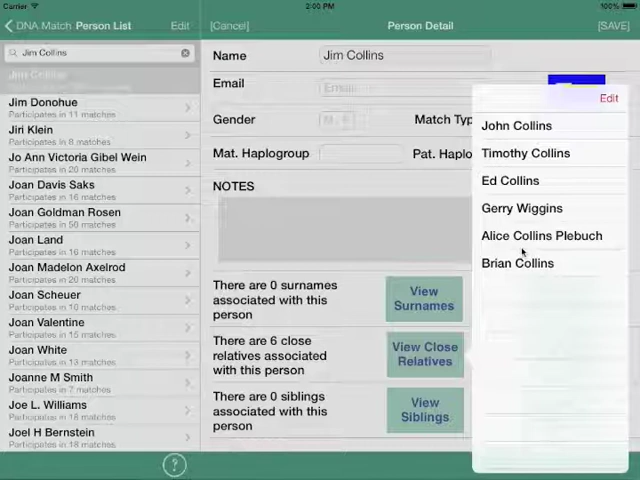 Carrier
2:00 PM
100%
DNA Match
Person List
Edit
[Cancel]
Person Detail
[SAVE]
Jim Collins
Jim Collins
Jim Donohue
Participates in 11 matches
Jiri Klein
Participates in 8 matches
Jo Ann Victoria Gibel Wein
Participates in 20 matches
Joan Davis Saks
Participates in 16 matches
Joan Goldman Rosen
Participates in 50 matches
Joan Land
Participates in 16 matches
Joan Madelon Axelrod
Participates in 23 matches
Joan Scheuer
Participates in 10 matches
Joan Valentine
Participates in 15 matches
Joan White
Participates in 13 matches
Joanne M Smith
Participates in 7 matches
Joe L. Williams
Participates in 18 matches
Joel H Bernstein
Participates in 18 matches
?
Name
Jim Collins
Email
Email
Gender
M
Match Typ
Mat. Haplogroup
Pat. Haplo
NOTES
There are 0 surnames
associated with this
person
View
Surnames
There are 6 close
relatives associated
with this person
View Close
Relatives
There are 0 siblings
associated with this
person
View
Siblings
Edit
John Collins
Timothy Collins
Ed Collins
Gerry Wiggins
Alice Collins Plebuch
Brian Collins